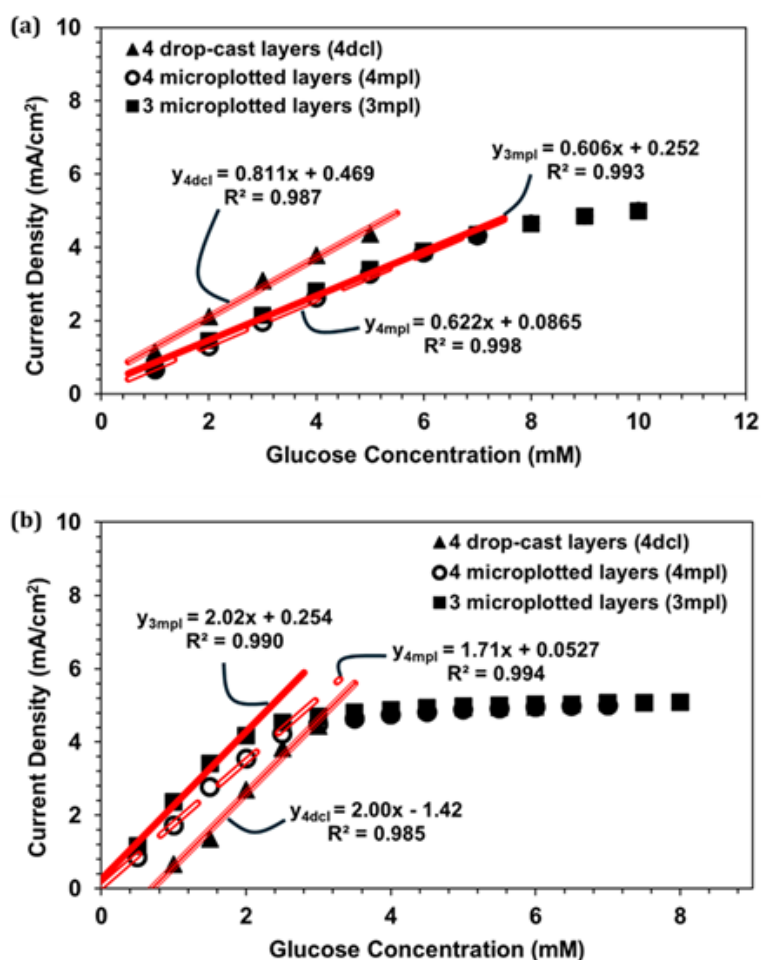 (a)
10
8
6
4
2
0
Current Density (mA/cm²)
4 drop-cast layers (4dcl)
4 microplotted layers (4mpl)
3 microplotted layers (3mpl)
y4dcl = 0.811x + 0.469
R² = 0.987
y3mpl = 0.606x + 0.252
R² = 0.993
y4mpl = 0.622x + 0.0865
R² = 0.998
0 2 4 6 8 10 12
Glucose Concentration (mM)
(b)
10
8
6
4
2
0
Current Density (mA/cm²)
4 drop-cast layers (4dcl)
4 microplotted layers (4mpl)
3 microplotted layers (3mpl)
y3mpl = 2.02x + 0.254
R² = 0.990
y4mpl = 1.71x + 0.0527
R² = 0.994
y4dcl = 2.00x - 1.42
R² = 0.985
0 2 4 6 8
Glucose Concentration (mM)